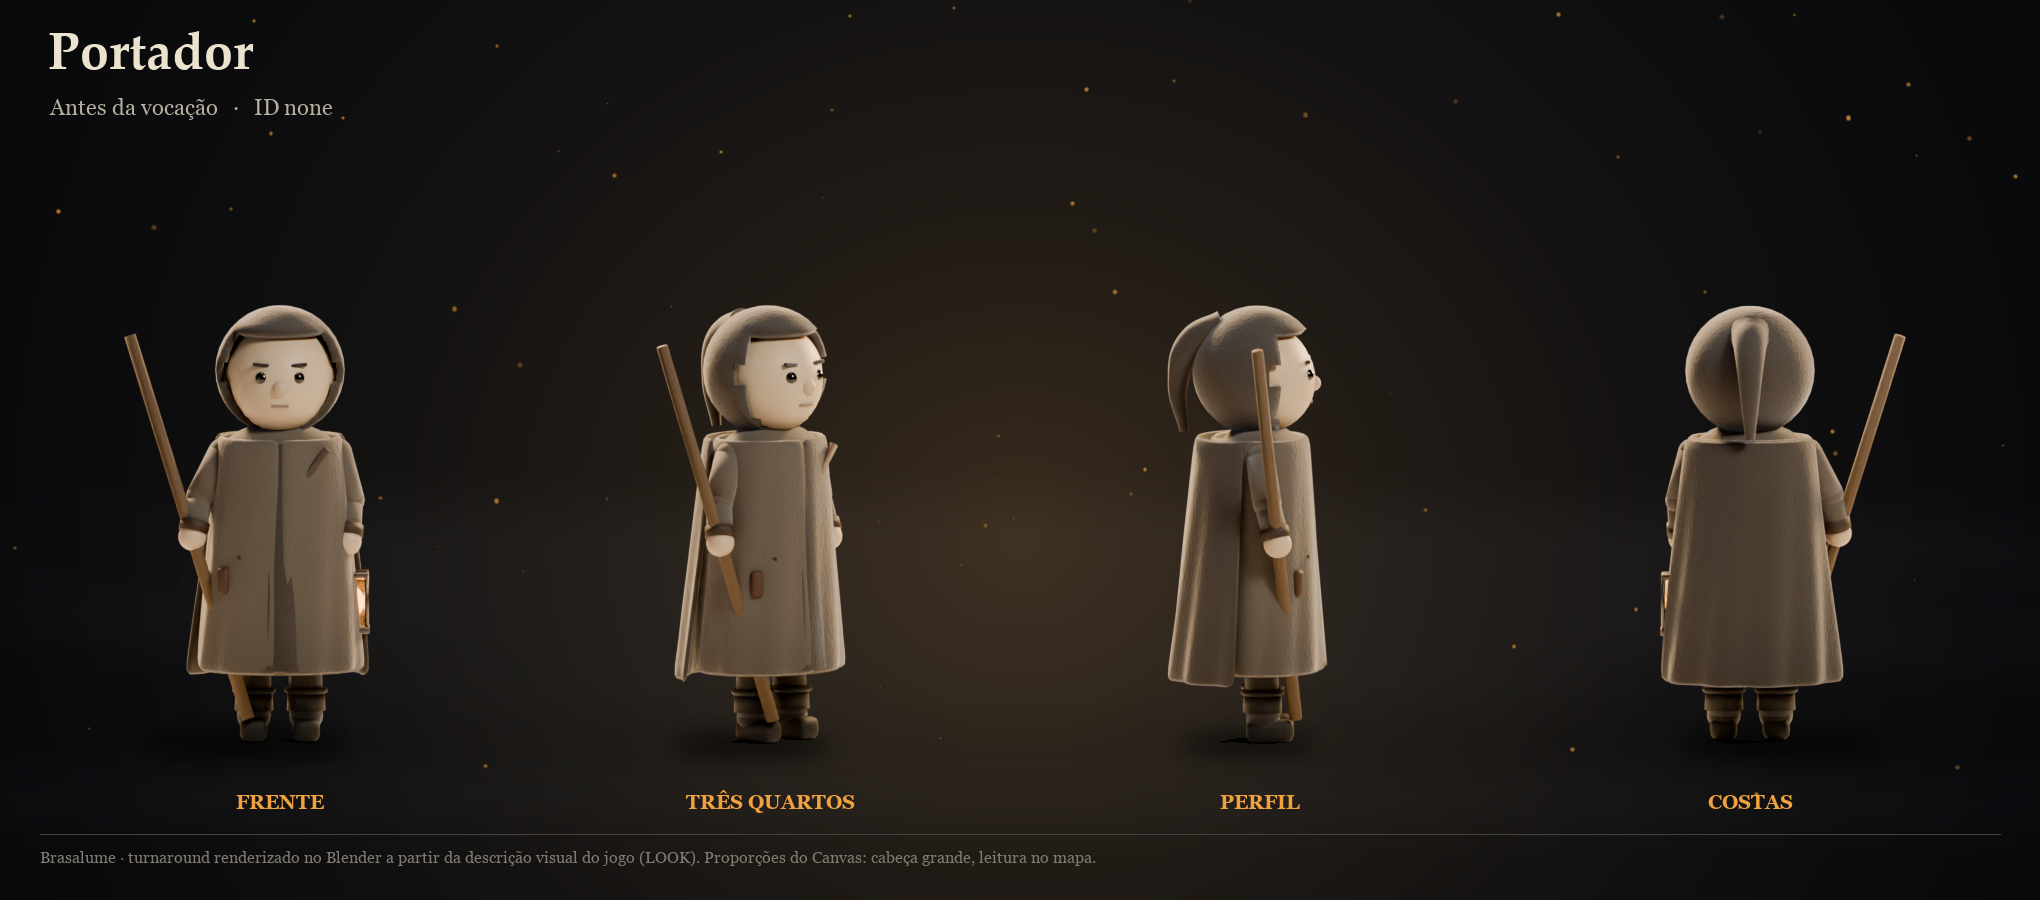 Portador
Antes da vocação · ID none
FRENTE
TRÊS QUARTOS
PERFIL
COSTAS
Brasalume · turnaround renderizado no Blender a partir da descrição visual do jogo (LOOK). Proporções do Canvas: cabeça grande, leitura no mapa.